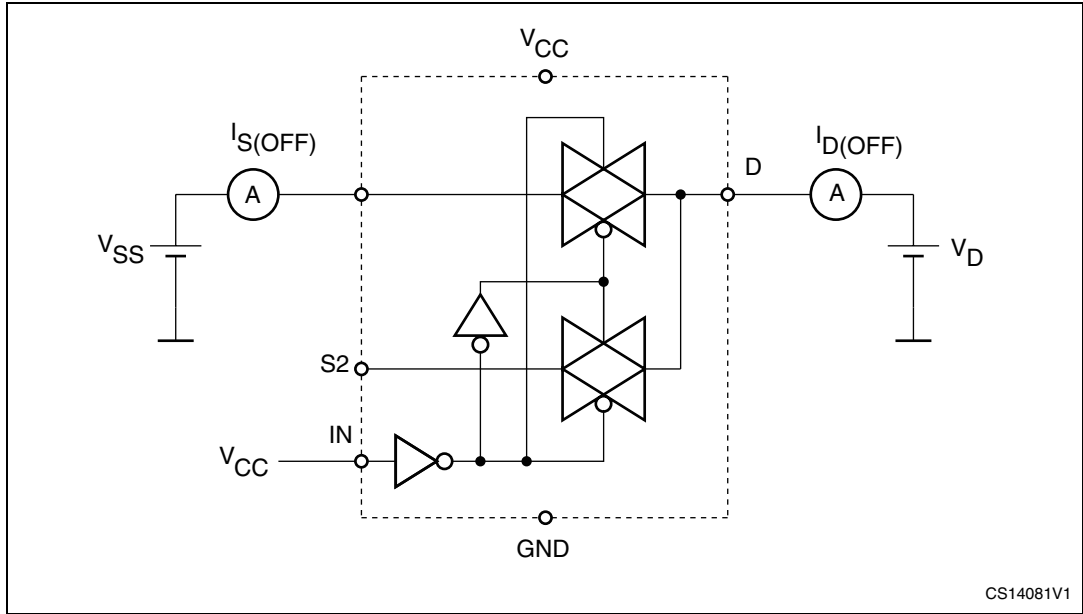 VCC
IS(OFF)
ID(OFF)
D
A
A
VSS
VD
S2
IN
VCC
GND
CS14081V1